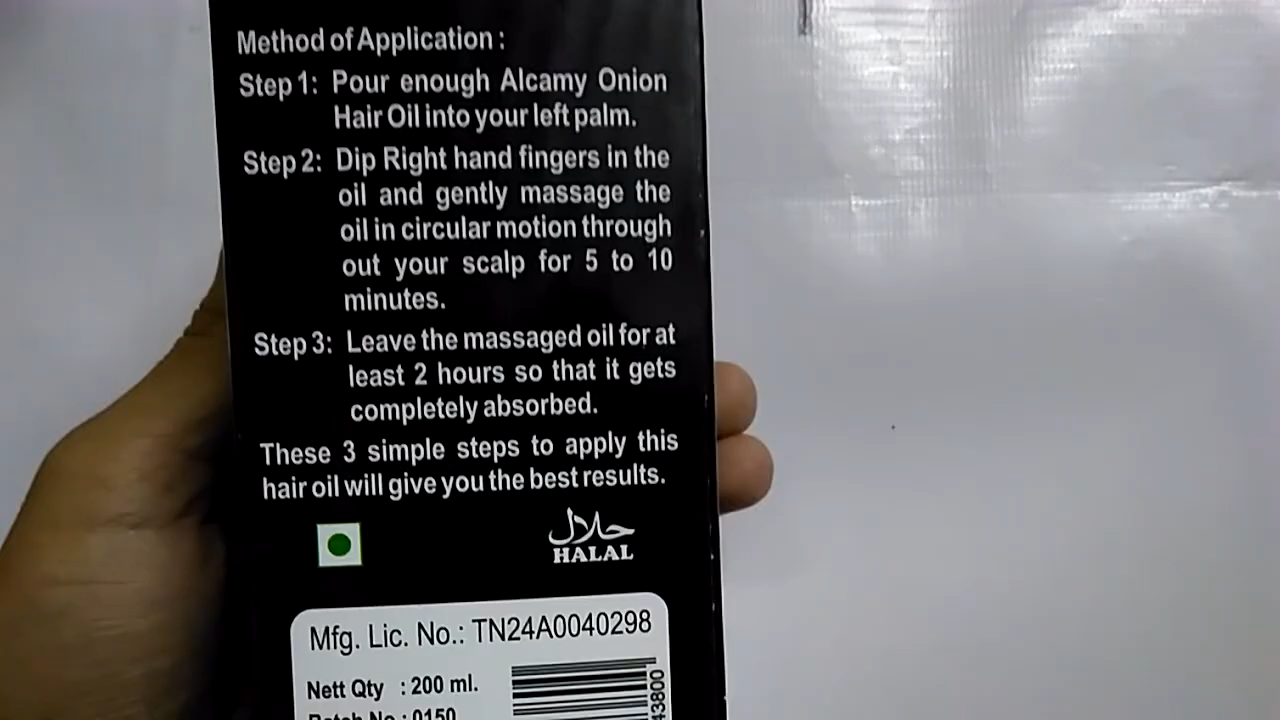 Method of Application :
Step 1: Pour enough Alcamy Onion
Hair Oil into your left palm.
Step 2: Dip Right hand fingers in the
oil and gently massage the
oil in circular motion through
out your scalp for 5 to 10
minutes.
Step 3: Leave the massaged oil for at
least 2 hours so that it gets
completely absorbed.
These 3 simple steps to apply this
hair oil will give you the best results.
حلال
HALAL
Mfg. Lic. No.: TN24A0040298
Nett Qty : 200 ml.
Batch No : 0150
43800